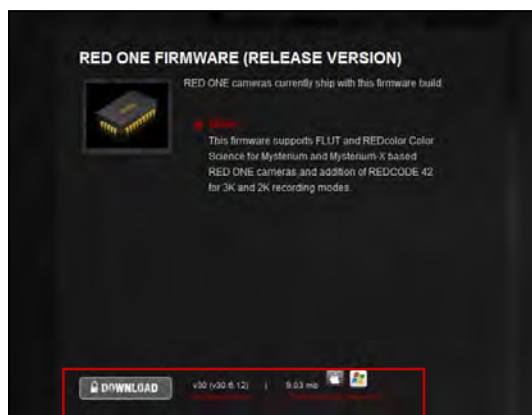 RED ONE FIRMWARE (RELEASE VERSION)
RED ONE cameras currently ship with this firmware build.
This firmware supports FLUT and REDcolor Color
Science for Mysterium and Mysterium-X based
RED ONE cameras and addition of REDCODE 42
for 3K and 2K recording modes.
DOWNLOAD v30 (v30.6.12) | 9.03 mb